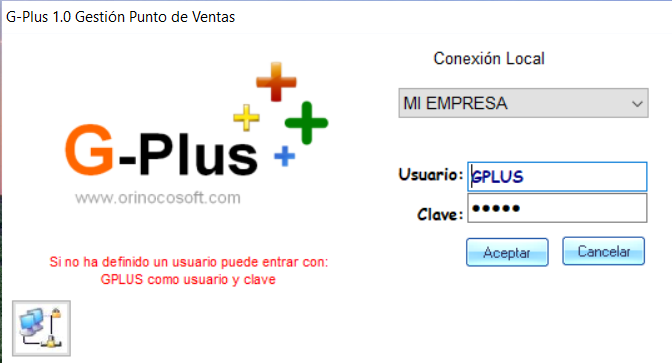 G-Plus 1.0 Gestión Punto de Ventas
Conexión Local
MI EMPRESA
G-Plus
www.orinocosoft.com
Usuario: GPLUS
Clave: •••••
Aceptar Cancelar
Si no ha definido un usuario puede entrar con:
GPLUS como usuario y clave